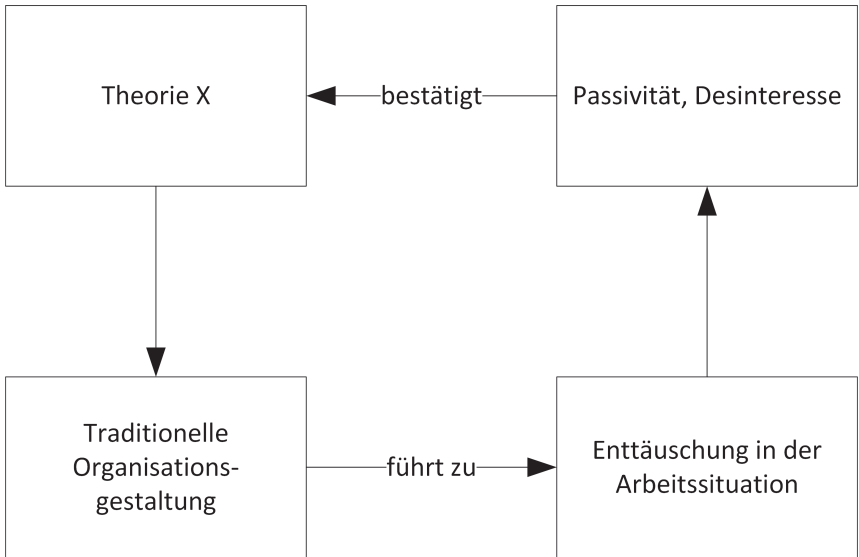 Theorie X
bestätigt
Passivität, Desinteresse
Traditionelle
Organisations-
gestaltung
führt zu
Enttäuschung in der
Arbeitssituation